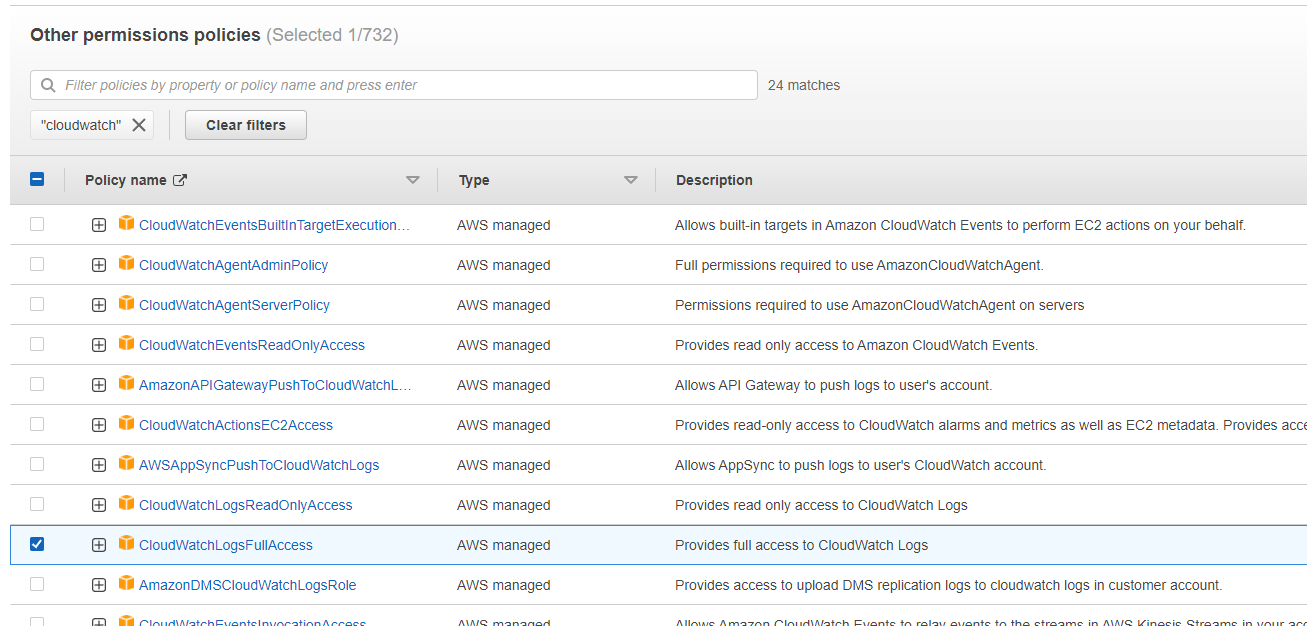 Other permissions policies (Selected 1/732)
Filter policies by property or policy name and press enter
24 matches
"cloudwatch"
Clear filters
Policy name Type Description
CloudWatchEventsBuiltInTargetExecution... AWS managed Allows built-in targets in Amazon CloudWatch Events to perform EC2 actions on your behalf.
CloudWatchAgentAdminPolicy AWS managed Full permissions required to use AmazonCloudWatchAgent.
CloudWatchAgentServerPolicy AWS managed Permissions required to use AmazonCloudWatchAgent on servers
CloudWatchEventsReadOnlyAccess AWS managed Provides read only access to Amazon CloudWatch Events.
AmazonAPIGatewayPushToCloudWatchL... AWS managed Allows API Gateway to push logs to user's account.
CloudWatchActionsEC2Access AWS managed Provides read-only access to CloudWatch alarms and metrics as well as EC2 metadata. Provides acce
AWSAppSyncPushToCloudWatchLogs AWS managed Allows AppSync to push logs to user's CloudWatch account.
CloudWatchLogsReadOnlyAccess AWS managed Provides read only access to CloudWatch Logs
CloudWatchLogsFullAccess AWS managed Provides full access to CloudWatch Logs
AmazonDMSCloudWatchLogsRole AWS managed Provides access to upload DMS replication logs to cloudwatch logs in customer account.
CloudWatchEventsInvocationAccess AWS managed Allows Amazon CloudWatch Events to relay events to the streams in AWS Kinesis Streams in your acc